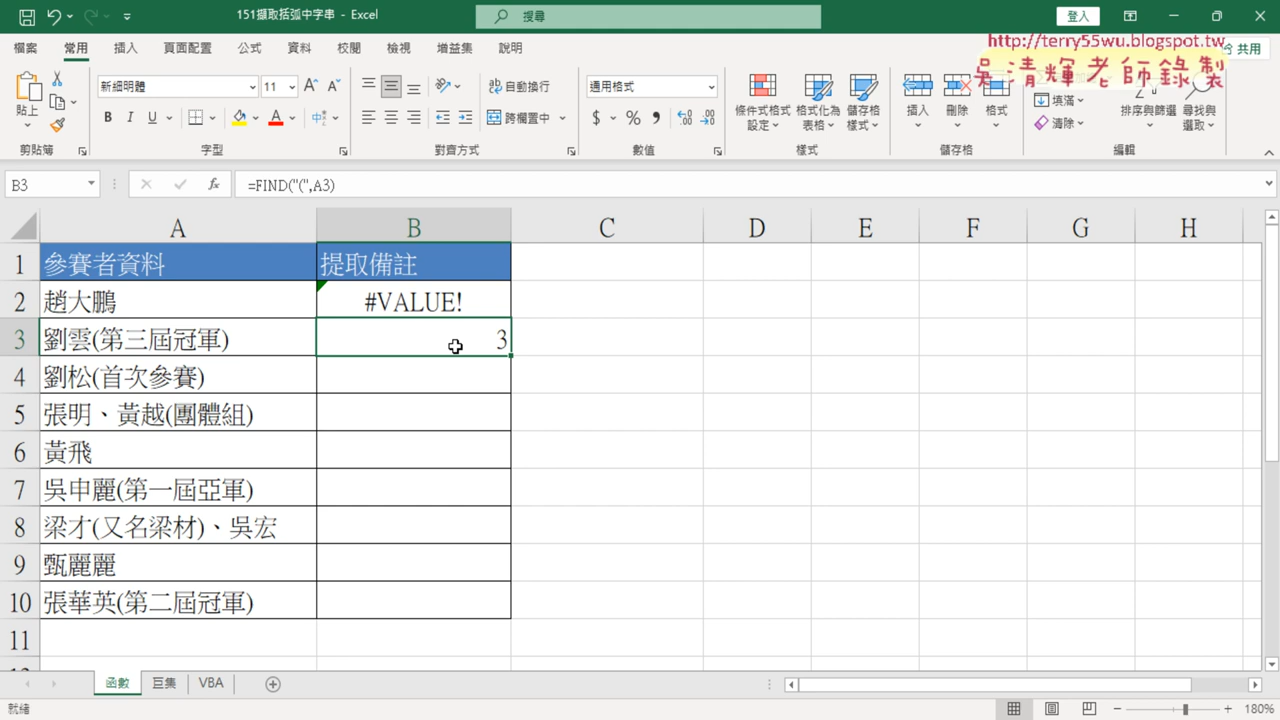 151擷取括弧中字串 - Excel
搜尋
登入
檔案 常用 插入 頁面配置 公式 資料 校閱 檢視 增益集 說明
共用
http://terry55wu.blogspot.tw
吳清輝老師錄製
貼上
新細明體 11
B I U
自動換行
跨欄置中
通用格式
$ % ,
條件式格式設定
格式化為表格
儲存格樣式
插入 刪除 格式
填滿
清除
排序與篩選
尋找與選取
剪貼簿 字型 對齊方式 數值 樣式 儲存格 編輯
B3 fx =FIND("(",A3)
A B C D E F G H
1 參賽者資料 提取備註
2 趙大鵬 #VALUE!
3 劉雲(第三屆冠軍) 3
4 劉松(首次參賽)
5 張明、黃越(團體組)
6 黃飛
7 吳申麗(第一屆亞軍)
8 梁才(又名梁材)、吳宏
9 甄麗麗
10 張華英(第二屆冠軍)
11
函數 巨集 VBA
就緒
180%